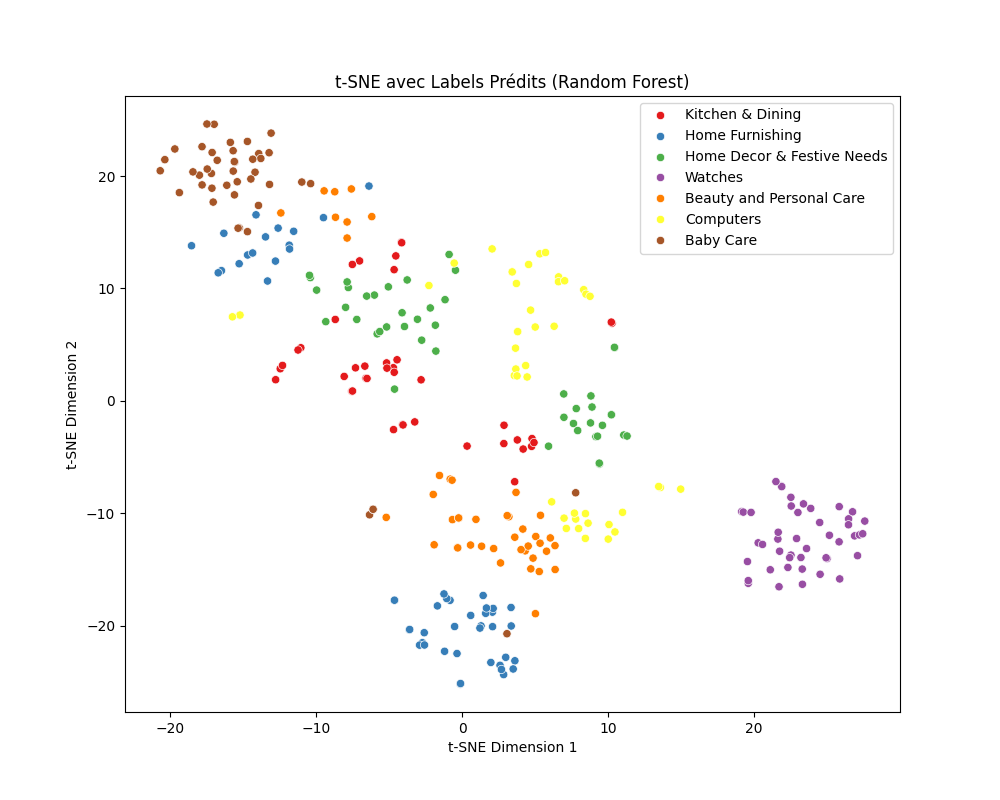 t-SNE avec Labels Prédits (Random Forest)
Kitchen & Dining
Home Furnishing
Home Decor & Festive Needs
Watches
Beauty and Personal Care
Computers
Baby Care
20
10
0
−10
−20
t-SNE Dimension 2
−20 −10 0 10 20
t-SNE Dimension 1